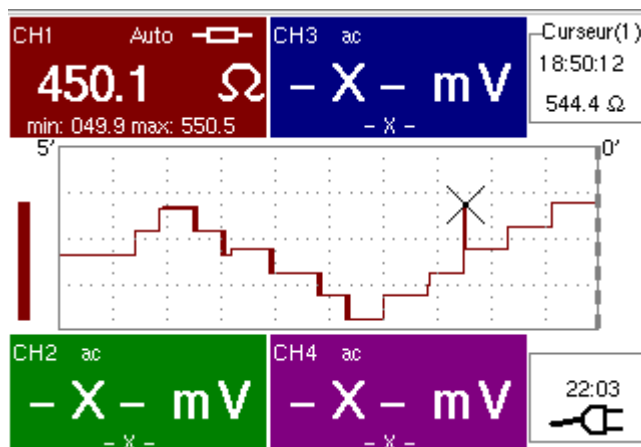 CH1 Auto
450.1 Ω
min: 049.9 max: 550.5
CH3 ac
- X - mV
- X -
Curseur(1)
18:50:12
544.4 Ω
5' 0'
CH2 ac
- X - mV
- X -
CH4 ac
- X - mV
- X -
22:03